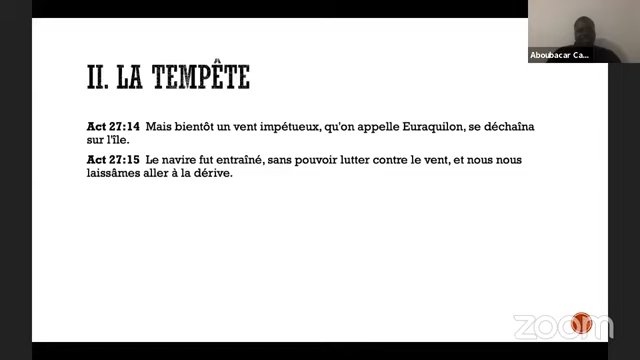 Aboubacar Ca...
II. LA TEMPÊTE
Act 27:14 Mais bientôt un vent impétueux, qu'on appelle Euraquilon, se déchaîna
sur l'île.
Act 27:15 Le navire fut entraîné, sans pouvoir lutter contre le vent, et nous nous
laissâmes aller à la dérive.
zoom